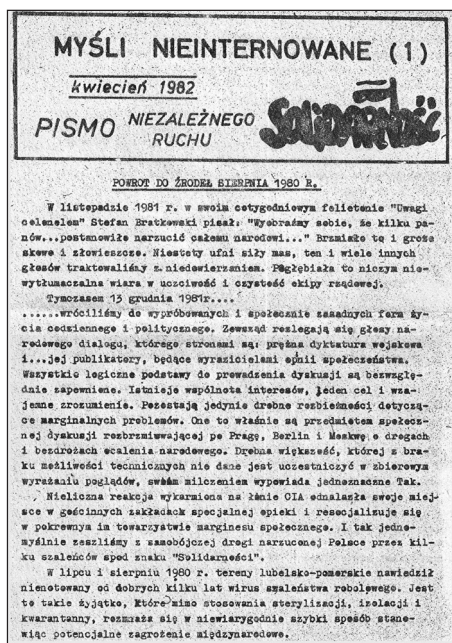 MYŚLI NIEINTERNOWANE (1)
kwiecień 1982
PISMO NIEZALEŻNEGO RUCHU
SOLIDARNOŚĆ
POWROT DO ŹRODEŁ SIERPNIA 1980 R.
W listopadzie 1981 r. w swoim cotygodniowym felietonie "Uwagi
Stefan Bratkowski pisał: "Wyobraźmy sobie, że kilku pa-
nów...postanowiło narzucić całemu narodowi..." Brzmiało to i grote
skowo i złowieszczo. Niestety ufni siły mas, ten i wiele innych
głosów traktowaliśmy z niedowierzaniem. Pogłębiała to niczym nie-
wytłumaczalna wiara w uczciwość i czystość ekipy rządowej.
Tymczasem 13 grudnia 1981r....
......wróciliśmy do wypróbowanych i społecznie zasadnych form ży-
cia codziennego i politycznego. Zewsząd rozlegają się głosy na-
rodowego dialogu, którego stronami są: prężna dyktatura wojskowa
i...jej publikatory, będące wyrazicielami opnii społeczeństwa.
Wszystkie logiczne podstawy do prowadzenia dyskusji są bezwzglę-
dnie zapewnione. Istnieje wspólnota interesów, jeden cel i wza-
jemne zrozumienie. Pozostają jedynie drobne rozbieżności dotyczą-
ce marginalnych problemów. One to właśnie są przedmiotem społecz-
nej dyskusji rozbrzmiewającej po Pragę, Berlin i Moskwę o drogach
i bezdrożach ocalenia narodowego. Drobna większość, której z bra-
ku możliwości technicznych nie dane jest uczestniczyć w zbiorowym
wyrażaniu poglądów, swoim milczeniem wypowiada jednoznaczne Tak.
Nieliczna reakcja wykarmiona na łonie CIA odnalazła swoje miej-
sce w gościnnych zakładach specjalnej opieki i resocjalizuje się
w pokrewnym im towarzystwie marginesu społecznego. I tak jedno-
myślnie zeszliśmy z samobójczej drogi narzuconej Polsce przez kil-
ku szaleńców spod znaku "Solidarności".
W lipcu i sierpniu 1980 r. tereny lubelsko-pomorskie nawiedził
nienotowany od dobrych kilku lat wirus szaleństwa robolowego. Jest
to takie żyjątko, które mimo stosowania sterylizacji, izolacji i
kwarantanny, rozmnaża się w niewiarygodnie szybki sposób stano-
wiąc potencjalne zagrożenie międzynarodowe.